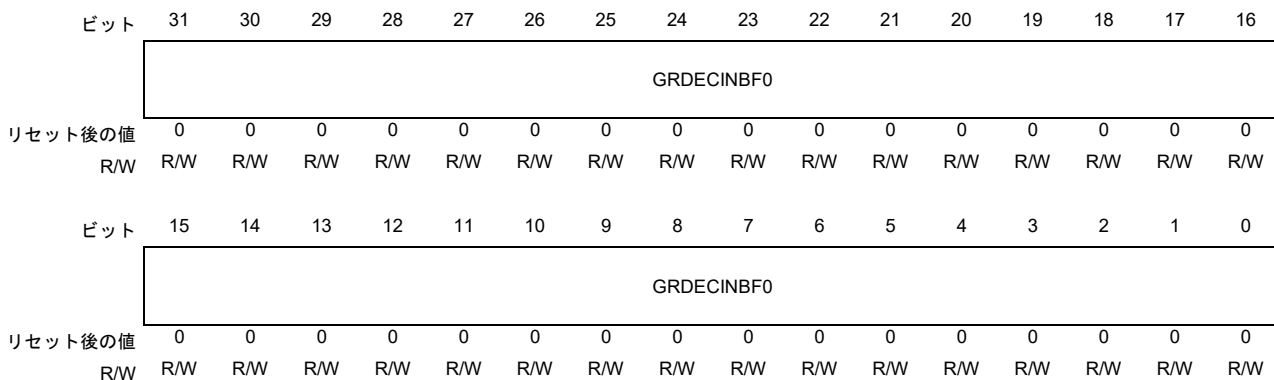 ビット 31 30 29 28 27 26 25 24 23 22 21 20 19 18 17 16
GRDECINBF0
リセット後の値 0 0 0 0 0 0 0 0 0 0 0 0 0 0 0 0
R/W R/W R/W R/W R/W R/W R/W R/W R/W R/W R/W R/W R/W R/W R/W R/W R/W
ビット 15 14 13 12 11 10 9 8 7 6 5 4 3 2 1 0
GRDECINBF0
リセット後の値 0 0 0 0 0 0 0 0 0 0 0 0 0 0 0 0
R/W R/W R/W R/W R/W R/W R/W R/W R/W R/W R/W R/W R/W R/W R/W R/W R/W